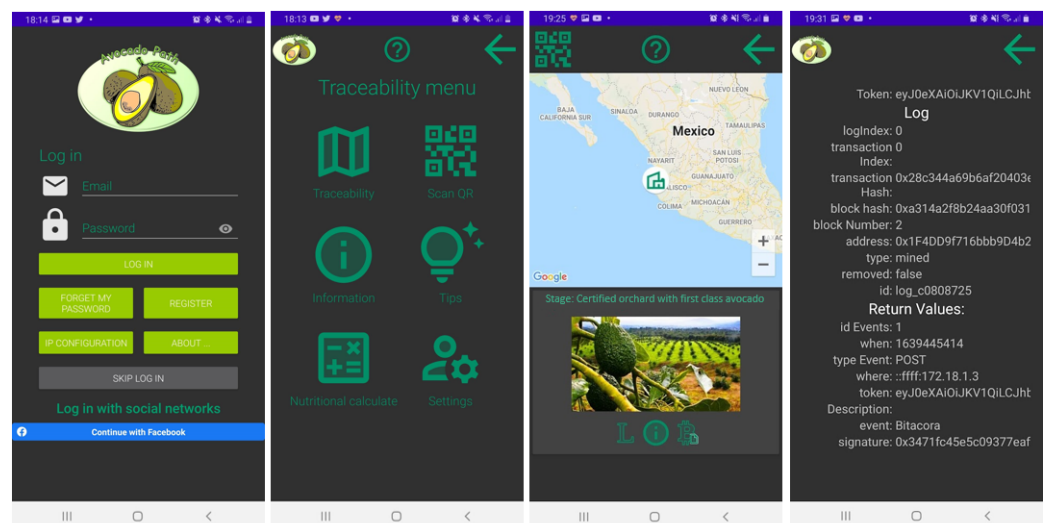 18:14
Avocado-Path
Log in
Email
Password
LOG IN
FORGET MY
PASSWORD
REGISTER
IP CONFIGURATION
ABOUT ...
SKIP LOG IN
Log in with social networks
Continue with Facebook
18:13
Traceability menu
Traceability
Scan QR
Information
Tips
Nutritional calculate
Settings
19:25
NUEVO LEON
BAJA
CALIFORNIA SUR
SINALOA
DURANGO
Mexico
TAMAULIPAS
SAN LUIS
POTOSI
NAYARIT
GUANAJUATO
JALISCO
COLIMA
MICHOACÁN
GUERRERO
+
−
Google
Stage: Certified orchard with first class avocado
L
19:31
Token: eyJ0eXAiOiJKV1QiLCJhb
Log
logIndex: 0
transaction 0
Index:
transaction 0x28c344a69b6af20403e
Hash:
block hash: 0xa314a2f8b24aa30f031
block Number: 2
address: 0x1F4DD9f716bbb9D4b2
type: mined
removed: false
id: log_c0808725
Return Values:
id Events: 1
when: 1639445414
type Event: POST
where: ::ffff:172.18.1.3
token: eyJ0eXAiOiJKV1QiLCJhb
Description:
event: Bitacora
signature: 0x3471fc45e5c09377eaf